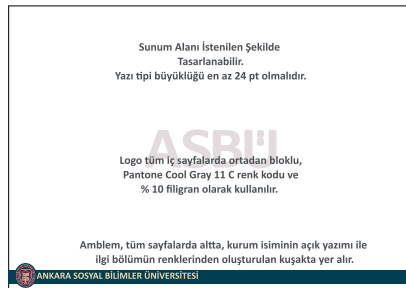 Sunum Alanı İstenilen Şekilde
Tasarlanabilir.
Yazı tipi büyüklüğü en az 24 pt olmalıdır.
ASBÜ
Logo tüm iç sayfalarda ortadan bloklu,
Pantone Cool Gray 11 C renk kodu ve
% 10 filigran olarak kullanılır.
Amblem, tüm sayfalarda altta, kurum isiminin açık yazımı ile
ilgi bölümün renklerinden oluşturulan kuşakta yer alır.
ANKARA SOSYAL BİLİMLER ÜNİVERSİTESİ